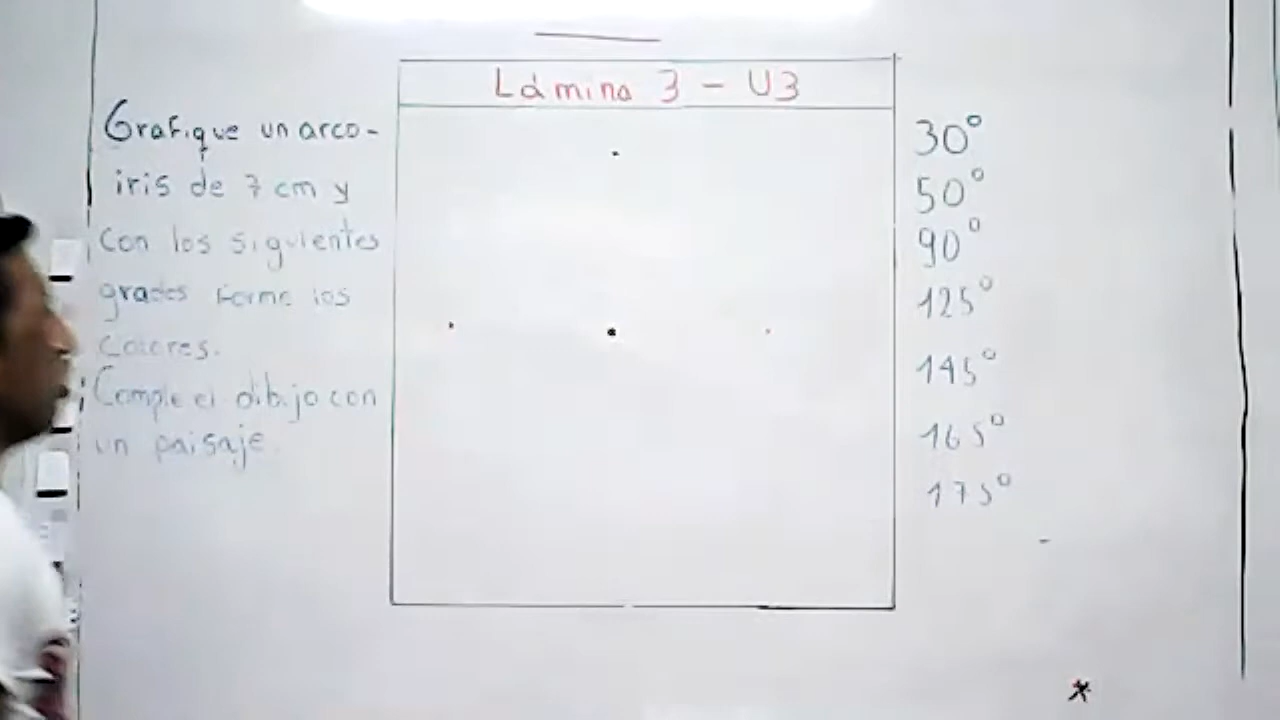 Lámina 3 - U3
Grafique un arco-
iris de 7 cm y
con los siguientes
grados forme los
colores.
Comple el dibujo con
un paisaje
30°
50°
90°
125°
145°
165°
175°